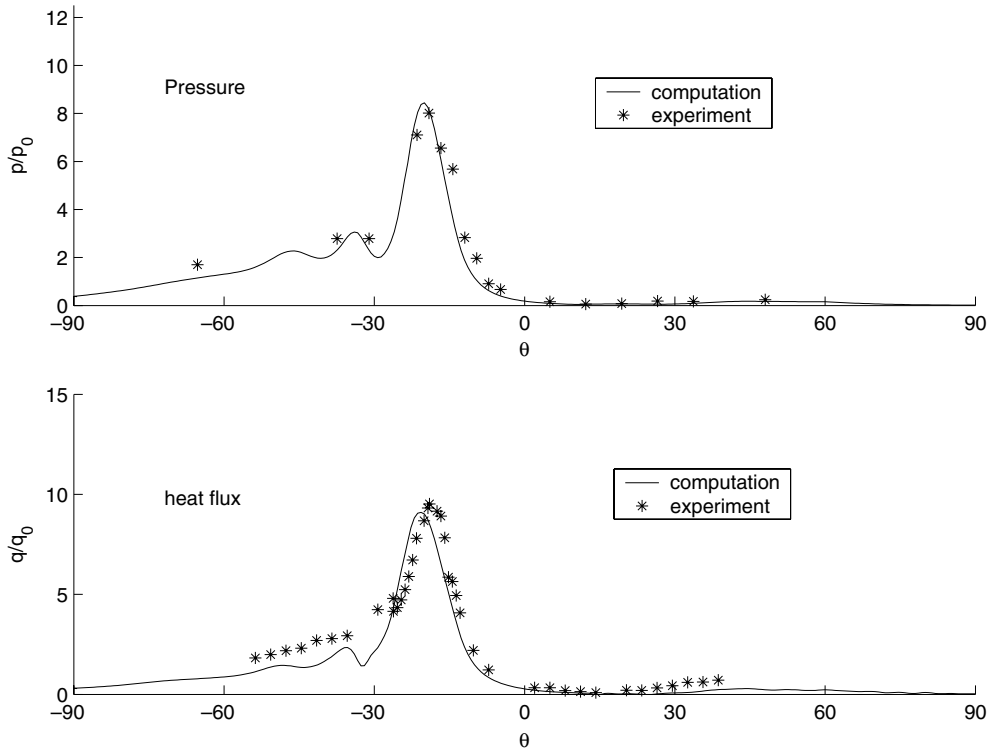 12
10
8
6
4
2
0
p/p0
Pressure
computation
experiment
−90 −60 −30 0 30 60 90
θ
15
10
5
0
q/q0
heat flux
computation
experiment
−90 −60 −30 0 30 60 90
θ